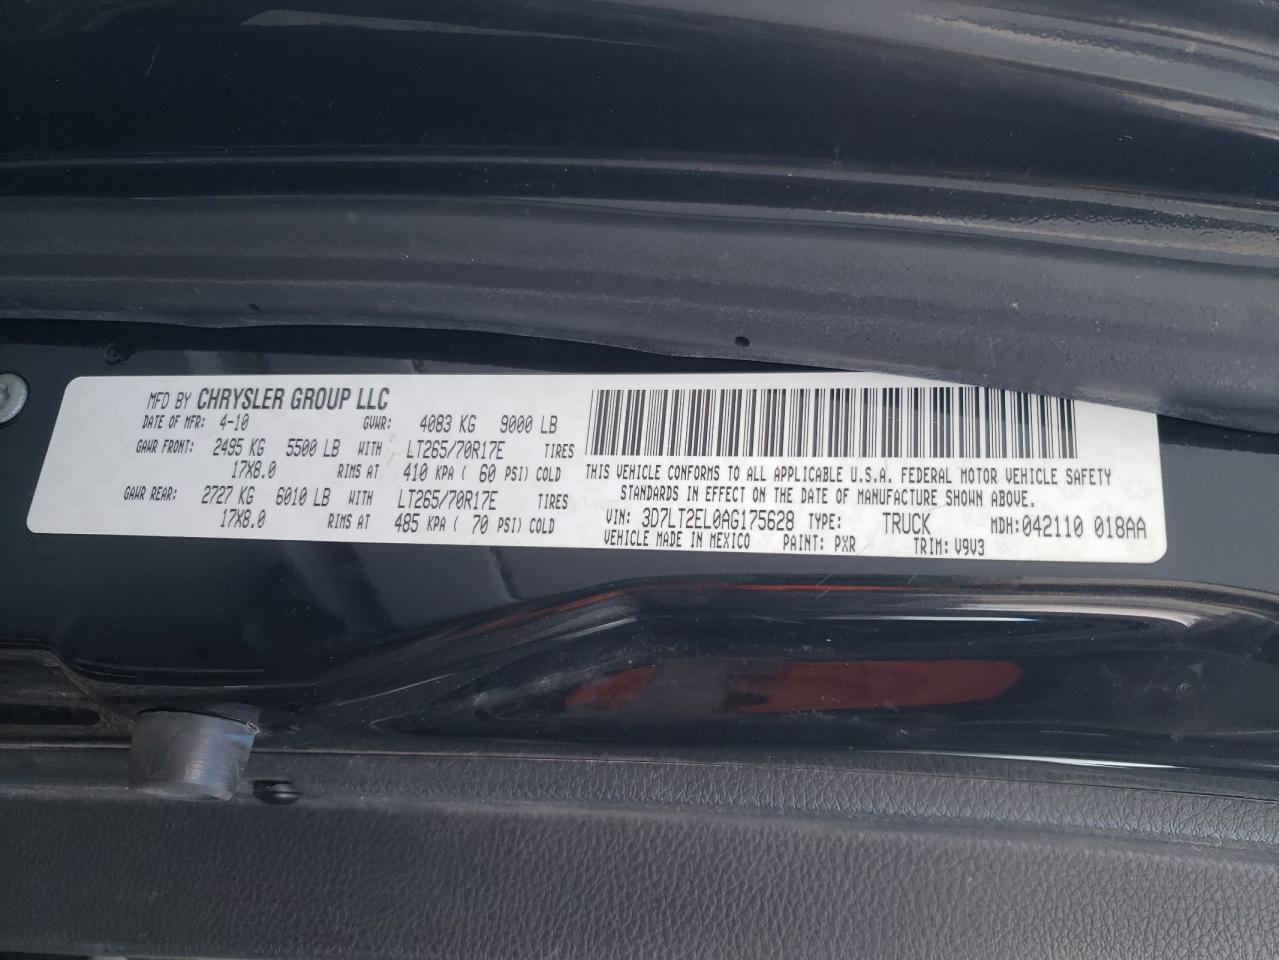 MFD BY CHRYSLER GROUP LLC
DATE OF MFR: 4-10 GVWR: 4083 KG 9000 LB
GAWR FRONT: 2495 KG 5500 LB WITH LT265/70R17E TIRES
17X8.0 RIMS AT 410 KPA ( 60 PSI) COLD
GAWR REAR: 2727 KG 6010 LB WITH LT265/70R17E TIRES
17X8.0 RIMS AT 485 KPA ( 70 PSI) COLD
THIS VEHICLE CONFORMS TO ALL APPLICABLE U.S.A. FEDERAL MOTOR VEHICLE SAFETY
STANDARDS IN EFFECT ON THE DATE OF MANUFACTURE SHOWN ABOVE.
VIN: 3D7LT2EL0AG175628 TYPE: TRUCK MDH: 042110 018AA
VEHICLE MADE IN MEXICO PAINT: PXR TRIM: V9V3